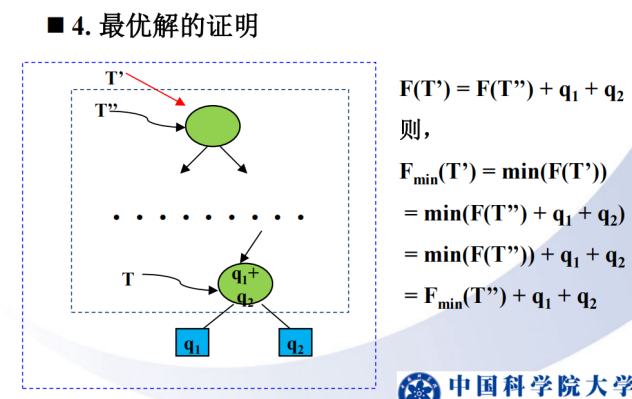 ■ 4. 最优解的证明
T’
T”
F(T’) = F(T”) + q₁ + q₂
则，
Fmin(T’) = min(F(T’))
= min(F(T”) + q₁ + q₂)
= min(F(T”)) + q₁ + q₂
= Fmin(T”) + q₁ + q₂
T
q₁+
q₂
q₁
q₂
中国科学院大学